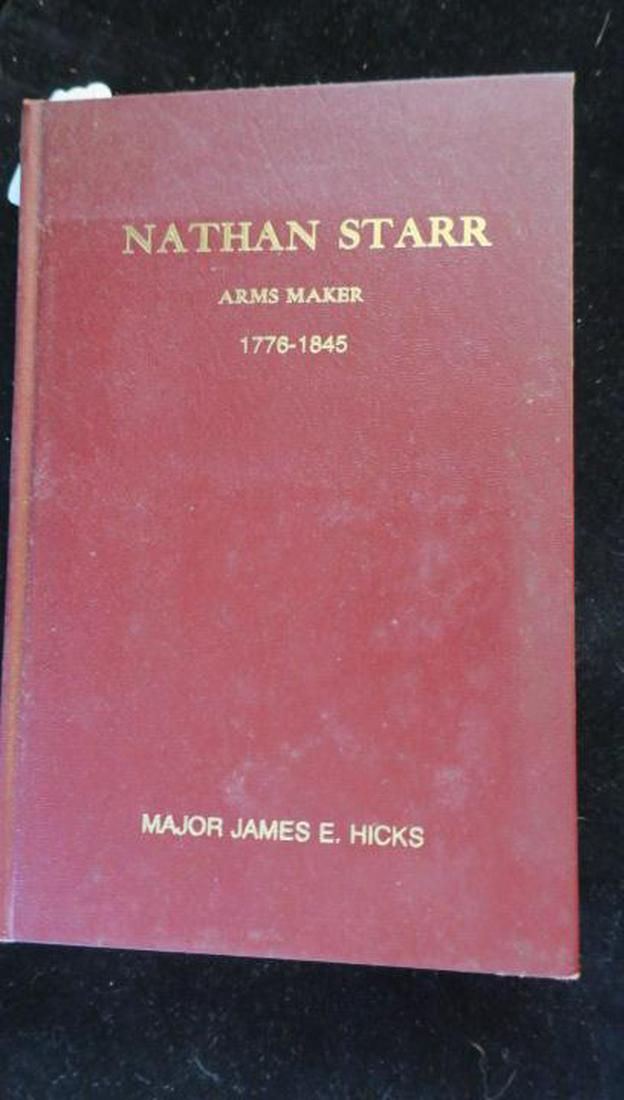 NATHAN STARR
ARMS MAKER
1776-1845
MAJOR JAMES E. HICKS